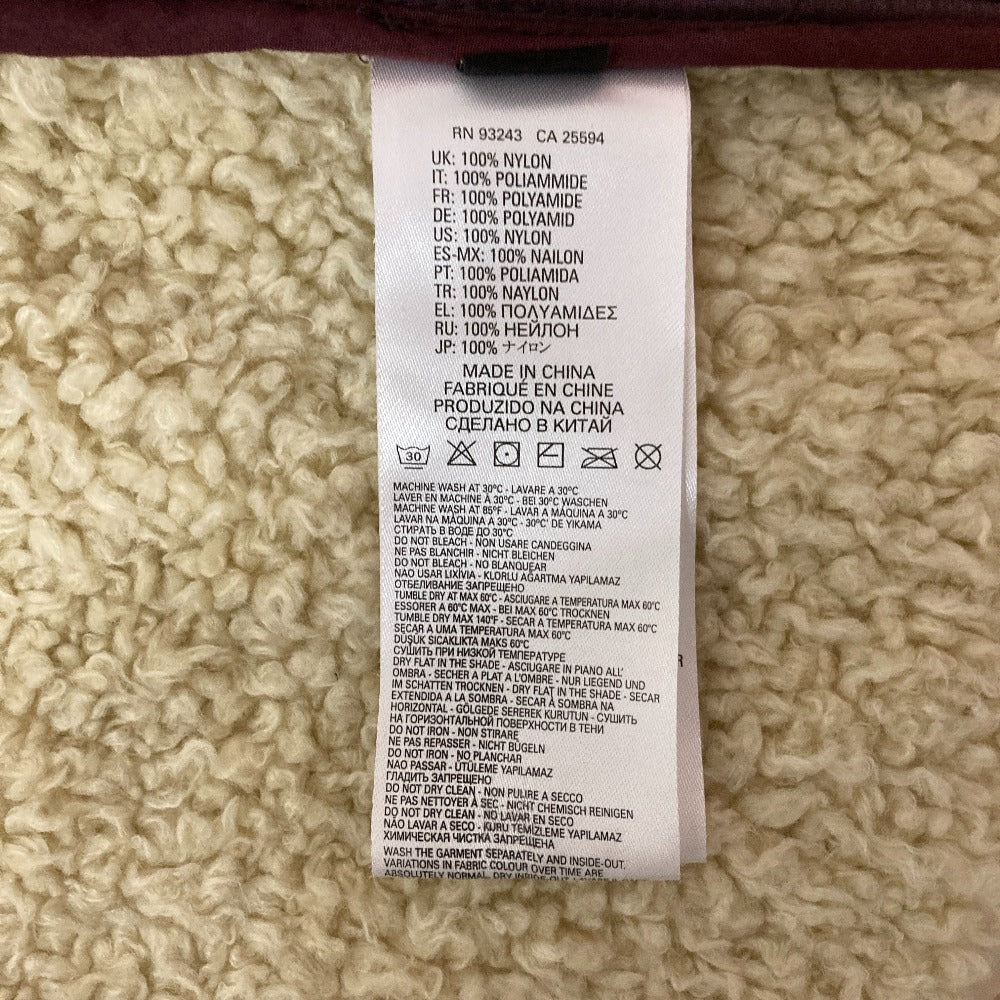 RN 93243 CA 25594
UK: 100% NYLON
IT: 100% POLIAMMIDE
FR: 100% POLYAMIDE
DE: 100% POLYAMID
US: 100% NYLON
ES-MX: 100% NAILON
PT: 100% POLIAMIDA
TR: 100% NAYLON
EL: 100% ΠΟΛΥΑΜΙΔΕΣ
RU: 100% НЕЙЛОН
JP: 100% ナイロン
MADE IN CHINA
FABRIQUÉ EN CHINE
PRODUZIDO NA CHINA
СДЕЛАНО В КИТАЙ
30
MACHINE WASH AT 30°C - LAVARE A 30°C
LAVER EN MACHINE À 30°C - BEI 30°C WASCHEN
MACHINE WASH AT 85°F - LAVAR A MÁQUINA A 30°C
LAVAR NA MÁQUINA A 30°C - 30°C' DE YIKAMA
СТИРАТЬ В ВОДЕ ДО 30°C
DO NOT BLEACH - NON USARE CANDEGGINA
NE PAS BLANCHIR - NICHT BLEICHEN
DO NOT BLEACH - NO BLANQUEAR
NÃO USAR LIXÍVIA - KLORLU AĞARTMA YAPILAMAZ
ОТБЕЛИВАНИЕ ЗАПРЕЩЕНО
TUMBLE DRY AT MAX 60°C - ASCIUGARE A TEMPERATURA MAX 60°C
ESSORER A 60°C MAX - BEI MAX 60°C TROCKNEN
TUMBLE DRY MAX 140°F - SECAR A TEMPERATURA MAX 60°C
SECAR A UMA TEMPERATURA MAX 60°C
DÜŞÜK SICAKLIKTA MAKS 60°C
СУШИТЬ ПРИ НИЗКОЙ ТЕМПЕРАТУРЕ
DRY FLAT IN THE SHADE - ASCIUGARE IN PIANO ALL'
OMBRA - SECHER A PLAT A L'OMBRE - NUR LIEGEND UND
IM SCHATTEN TROCKNEN - DRY FLAT IN THE SHADE - SECAR
EXTENDIDA A LA SOMBRA - SECAR À SOMBRA NA
HORIZONTAL - GÖLGEDE SEREREK KURUTUN - СУШИТЬ
НА ГОРИЗОНТАЛЬНОЙ ПОВЕРХНОСТИ В ТЕНИ
DO NOT IRON - NON STIRARE
NE PAS REPASSER - NICHT BÜGELN
DO NOT IRON - NO PLANCHAR
NAO PASSAR - ÜTÜLEME YAPILAMAZ
ГЛАДИТЬ ЗАПРЕЩЕНО
DO NOT DRY CLEAN - NON PULIRE A SECCO
NE PAS NETTOYER À SEC - NICHT CHEMISCH REINIGEN
DO NOT DRY CLEAN - NO LAVAR EN SECO
NÃO LAVAR A SECO - KURU TEMİZLEME YAPILAMAZ
ХИМИЧЕСКАЯ ЧИСТКА ЗАПРЕЩЕНА
WASH THE GARMENT SEPARATELY AND INSIDE-OUT.
VARIATIONS IN FABRIC COLOUR OVER TIME ARE
ABSOLUTELY NORMAL. DRY INSIDE-OUT
R